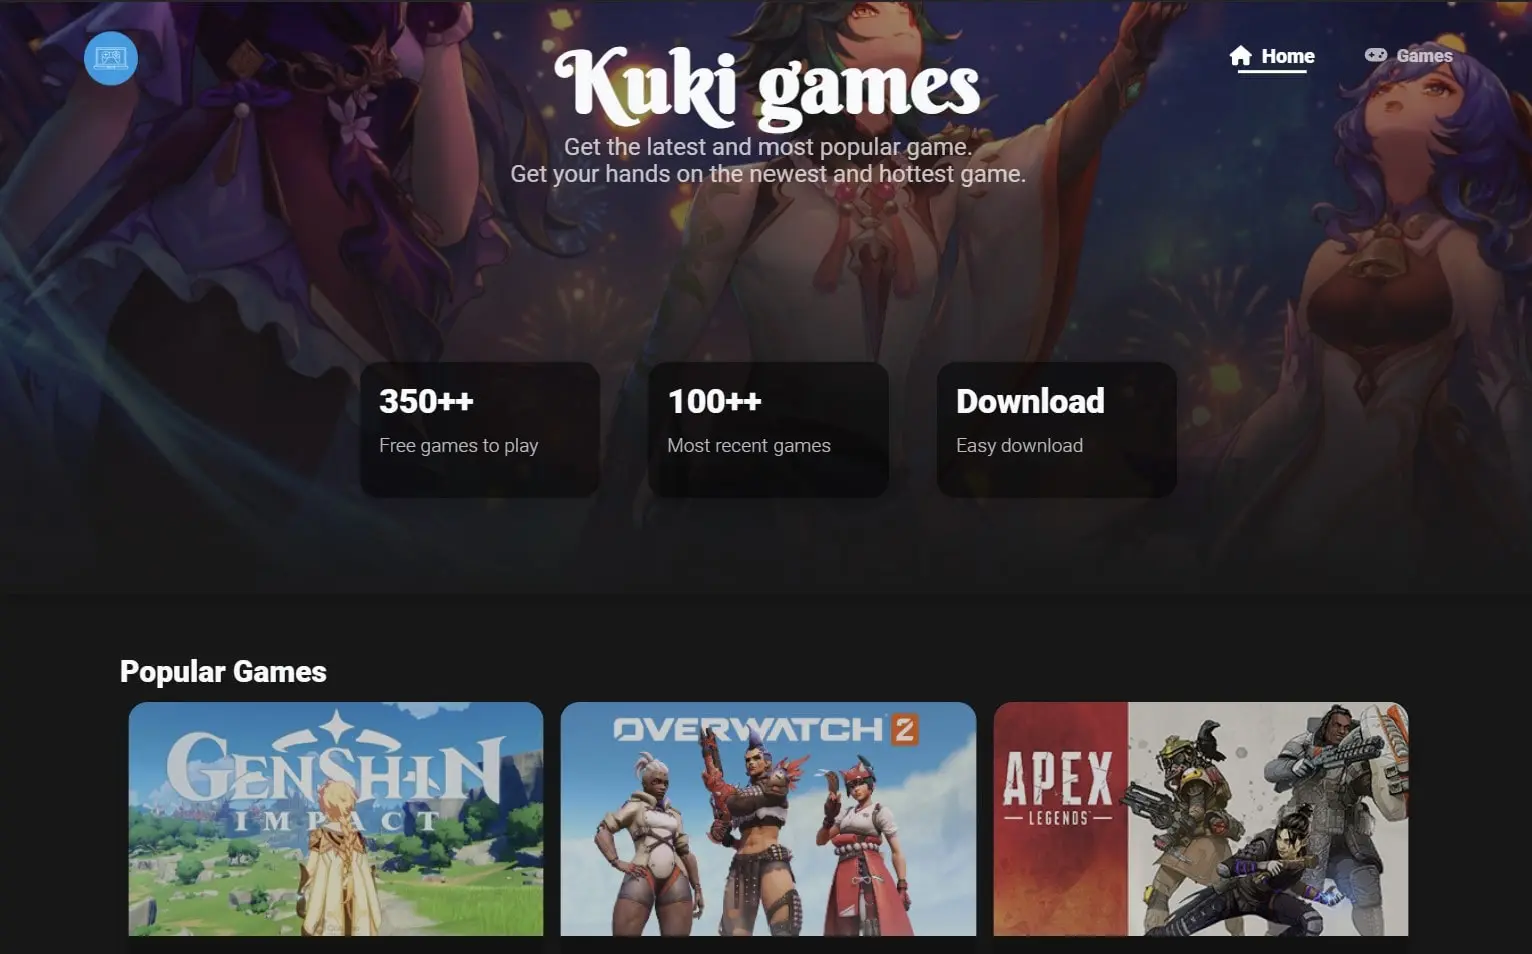 Home
Games
Kuki games
Get the latest and most popular game.
Get your hands on the newest and hottest game.
350++
Free games to play
100++
Most recent games
Download
Easy download
Popular Games
GENSHIN
IMPACT
OVERWATCH 2
APEX
LEGENDS